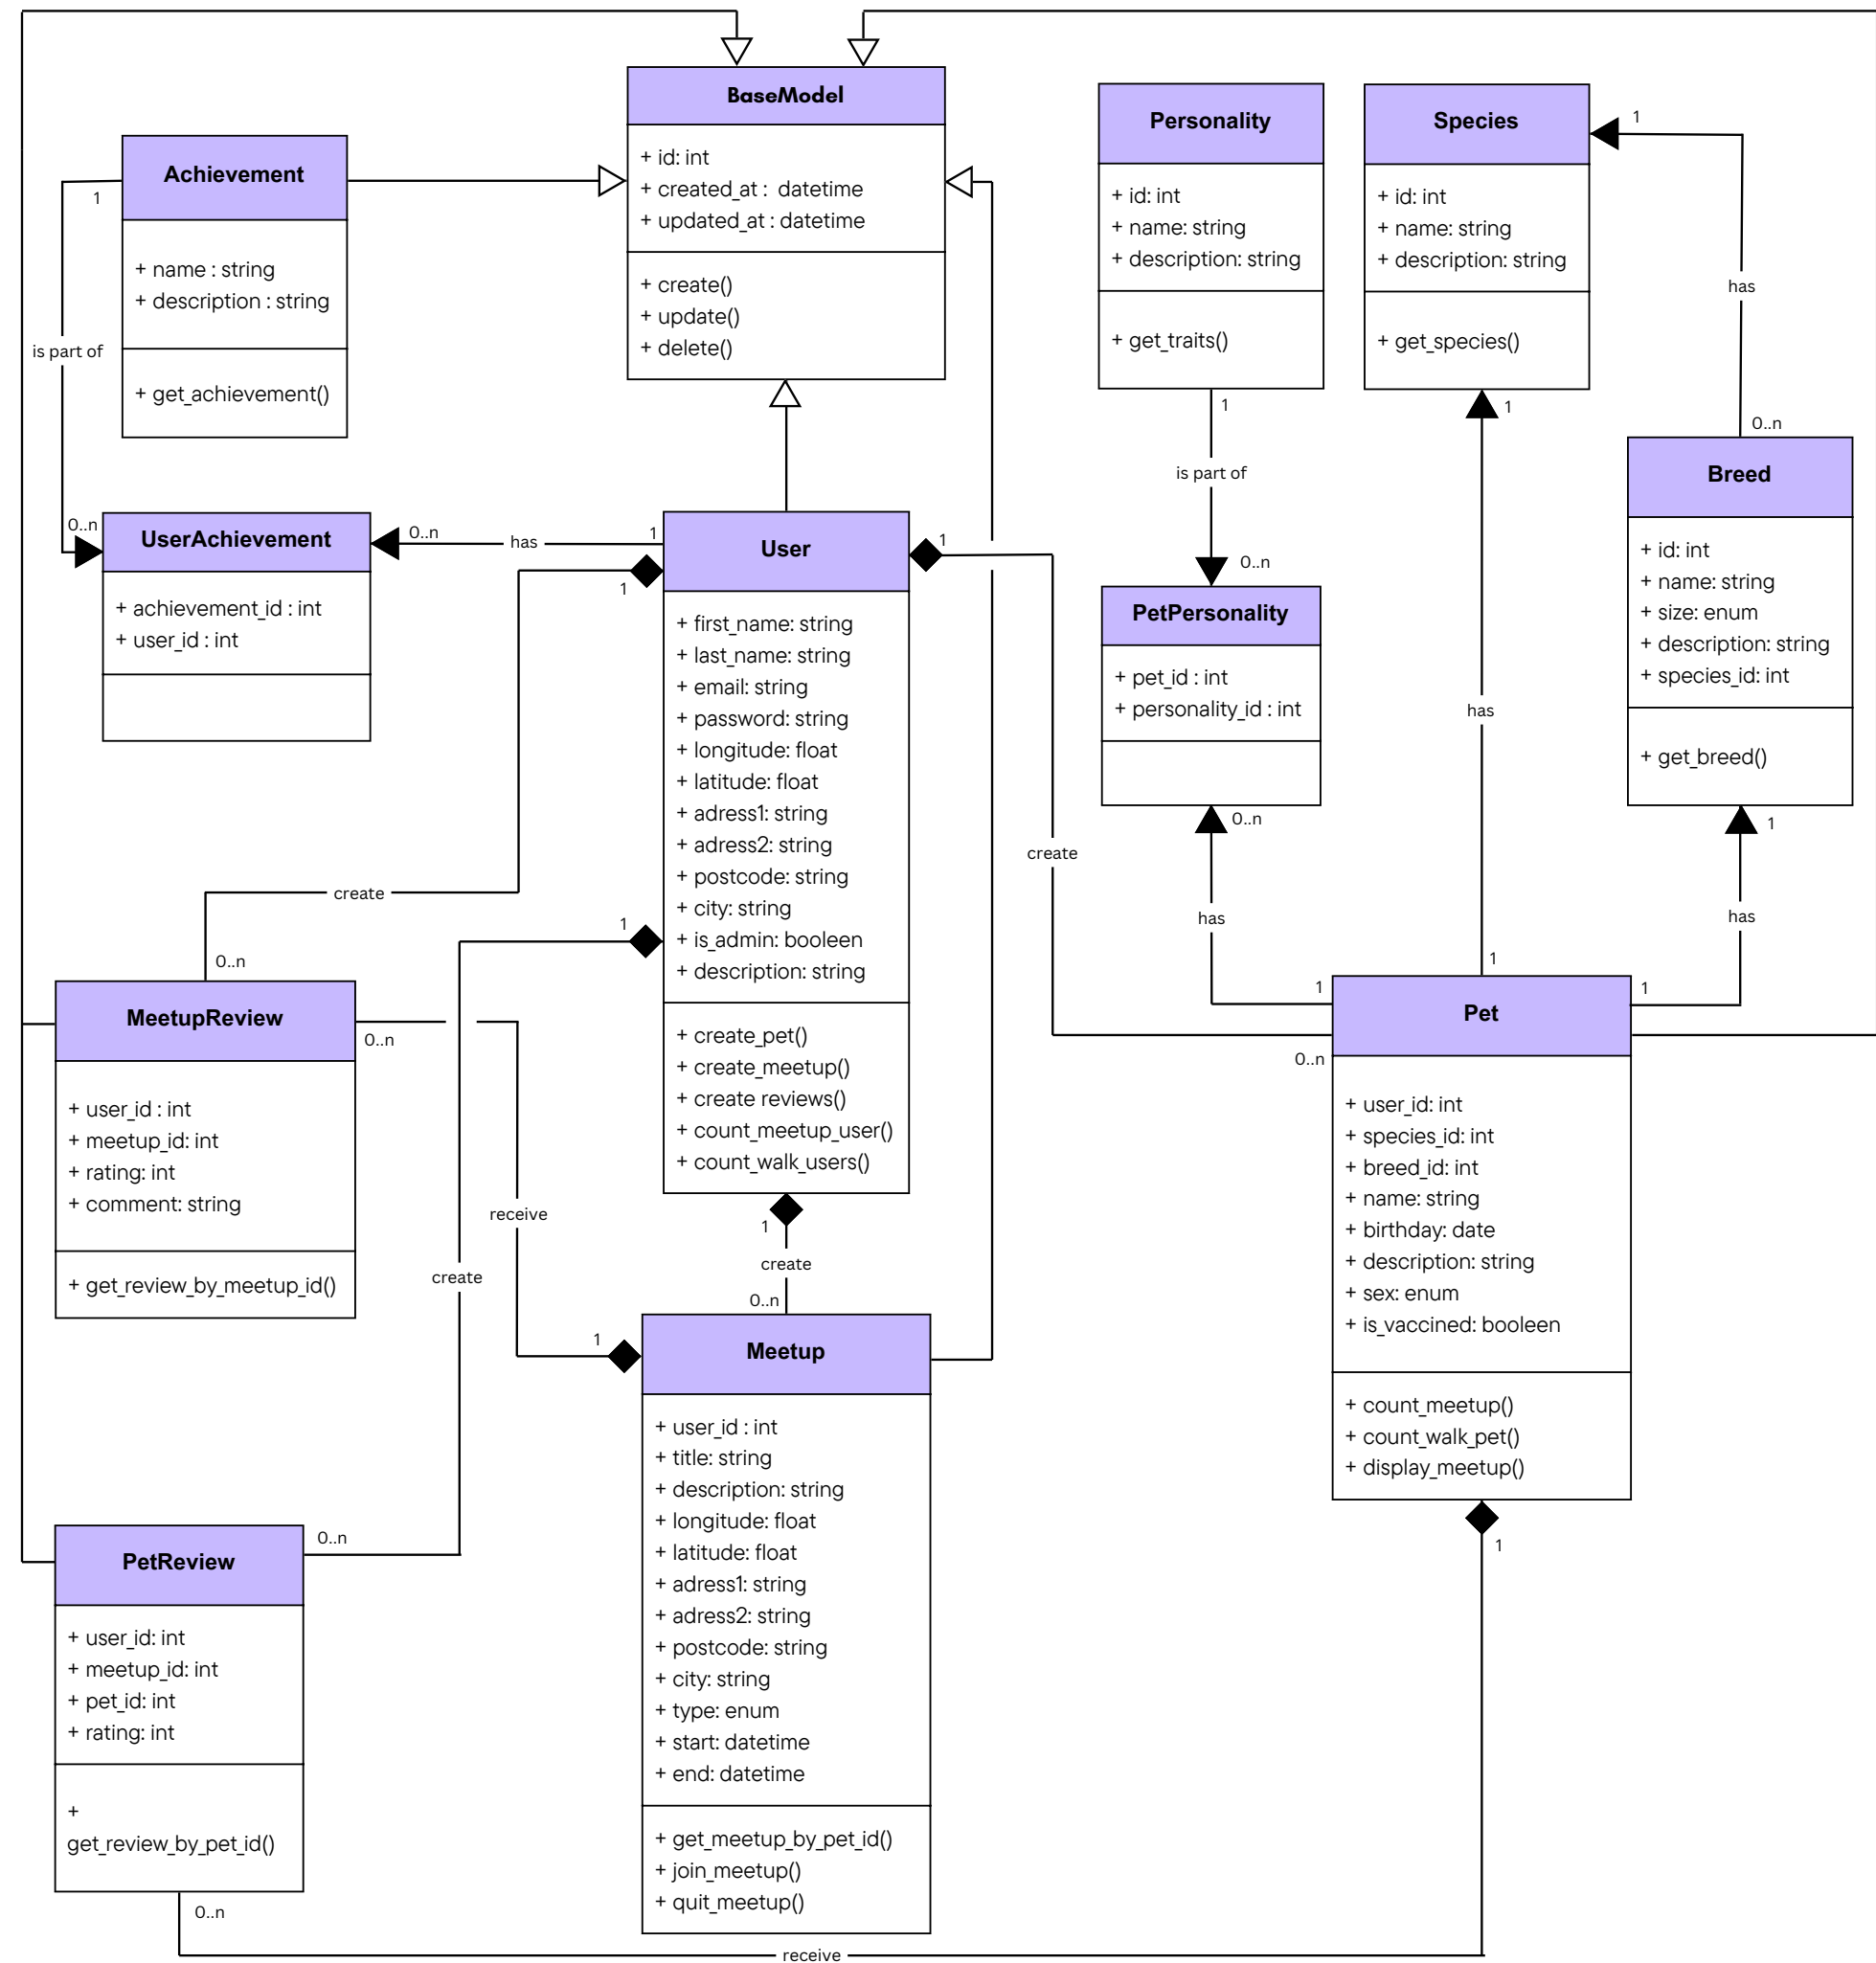 BaseModel
+ id: int
+ created_at : datetime
+ updated_at : datetime
+ create()
+ update()
+ delete()
Personality
+ id: int
+ name: string
+ description: string
+ get_traits()
1
is part of
0..n
Species
+ id: int
+ name: string
+ description: string
+ get_species()
1
1
has
0..n
Achievement
+ name : string
+ description : string
+ get_achievement()
1
is part of
0..n
Breed
+ id: int
+ name: string
+ size: enum
+ description: string
+ species_id: int
+ get_breed()
1
has
1
UserAchievement
+ achievement_id : int
+ user_id : int
0..n
has
1
User
+ first_name: string
+ last_name: string
+ email: string
+ password: string
+ longitude: float
+ latitude: float
+ adress1: string
+ adress2: string
+ postcode: string
+ city: string
+ is_admin: booleen
+ description: string
+ create_pet()
+ create_meetup()
+ create reviews()
+ count_meetup_user()
+ count_walk_users()
1
create
0..n
1
create
0..n
1
create
0..n
1
create
0..n
PetPersonality
+ pet_id : int
+ personality_id : int
0..n
has
1
has
1
MeetupReview
+ user_id : int
+ meetup_id: int
+ rating: int
+ comment: string
+ get_review_by_meetup_id()
0..n
receive
1
Pet
+ user_id: int
+ species_id: int
+ breed_id: int
+ name: string
+ birthday: date
+ description: string
+ sex: enum
+ is_vaccined: booleen
+ count_meetup()
+ count_walk_pet()
+ display_meetup()
1
Meetup
+ user_id : int
+ title: string
+ description: string
+ longitude: float
+ latitude: float
+ adress1: string
+ adress2: string
+ postcode: string
+ city: string
+ type: enum
+ start: datetime
+ end: datetime
+ get_meetup_by_pet_id()
+ join_meetup()
+ quit_meetup()
PetReview
+ user_id: int
+ meetup_id: int
+ pet_id: int
+ rating: int
+
get_review_by_pet_id()
0..n
receive